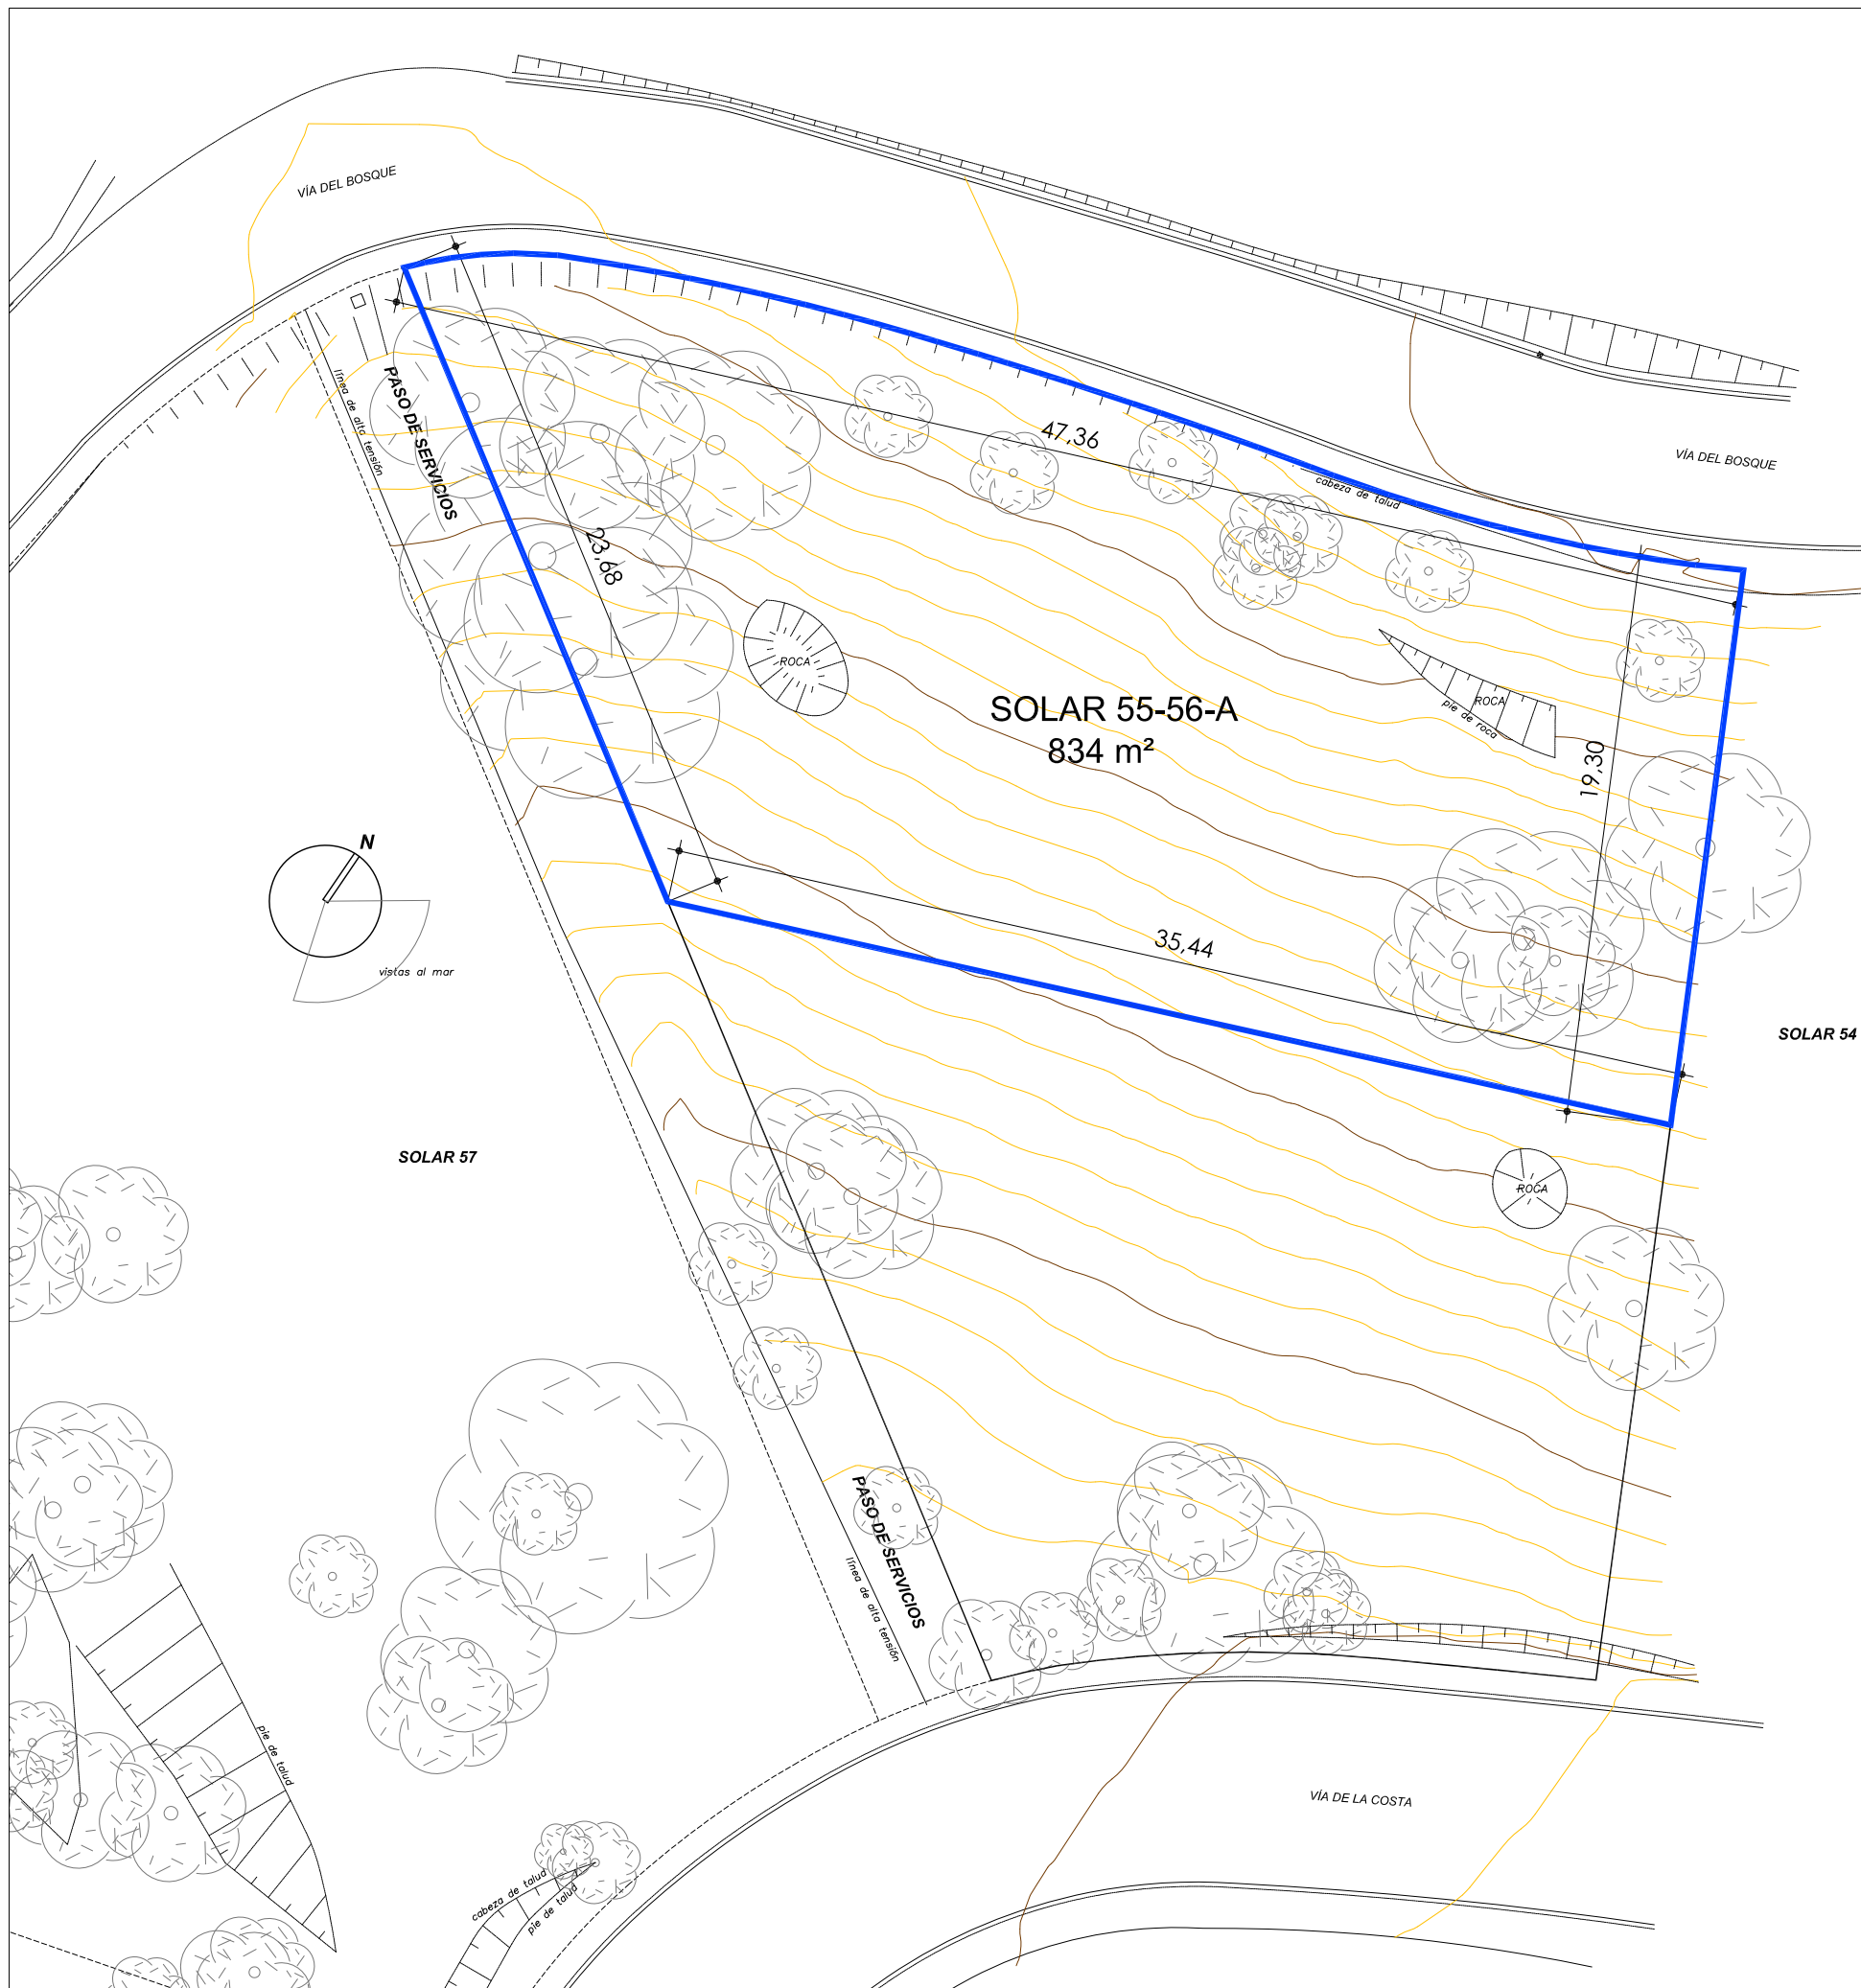 VÍA DEL BOSQUE
línea de alta tensión
PASO DE SERVICIOS
47,36
cabeza de talud
VÍA DEL BOSQUE
23,68
ROCA
SOLAR 55-56-A
834 m²
ROCA
pie de roca
19,30
N
vistas al mar
35,44
SOLAR 54
SOLAR 57
ROCA
PASO DE SERVICIOS
línea de alta tensión
pie de talud
VÍA DE LA COSTA
cabeza de talud
pie de talud